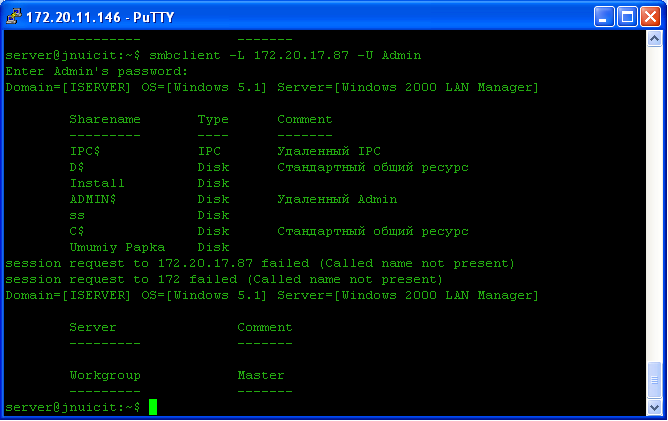 172.20.11.146 - PuTTY
--------- -------
server@jnuicit:~$ smbclient -L 172.20.17.87 -U Admin
Enter Admin's password:
Domain=[ISERVER] OS=[Windows 5.1] Server=[Windows 2000 LAN Manager]
Sharename Type Comment
--------- ---- -------
IPC$ IPC Удаленный IPC
D$ Disk Стандартный общий ресурс
Install Disk
ADMIN$ Disk Удаленный Admin
ss Disk
C$ Disk Стандартный общий ресурс
Umumiy Papka Disk
session request to 172.20.17.87 failed (Called name not present)
session request to 172 failed (Called name not present)
Domain=[ISERVER] OS=[Windows 5.1] Server=[Windows 2000 LAN Manager]
Server Comment
--------- -------
Workgroup Master
--------- -------
server@jnuicit:~$